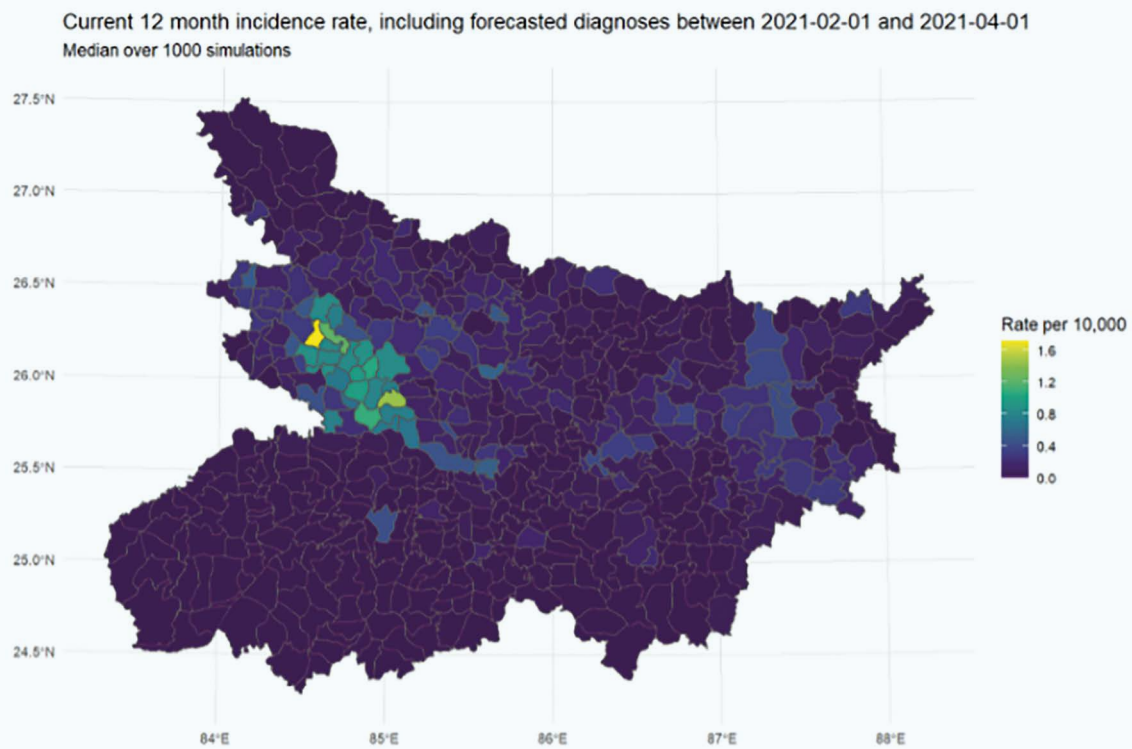 Current 12 month incidence rate, including forecasted diagnoses between 2021-02-01 and 2021-04-01
Median over 1000 simulations
27.5°N
27.0°N
26.5°N
26.0°N
25.5°N
25.0°N
24.5°N
84°E
85°E
86°E
87°E
88°E
Rate per 10,000
1.6
1.2
0.8
0.4
0.0